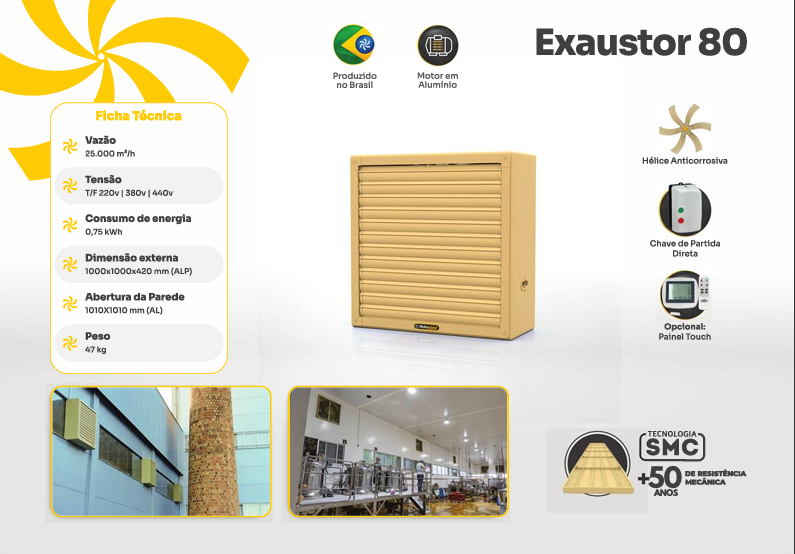 Produzido
no Brasil
Motor em
Alumínio
Exaustor 80
Ficha Técnica
Vazão
25.000 m³/h
Tensão
T/F 220v | 380v | 440v
Consumo de energia
0,75 kWh
Dimensão externa
1000x1000x420 mm (ALP)
Abertura da Parede
1010X1010 mm (AL)
Peso
47 kg
Hélice Anticorrosiva
Chave de Partida
Direta
Opcional:
Painel Touch
TECNOLOGIA
SMC
+50 DE RESISTÊNCIA
MECÂNICA
ANOS